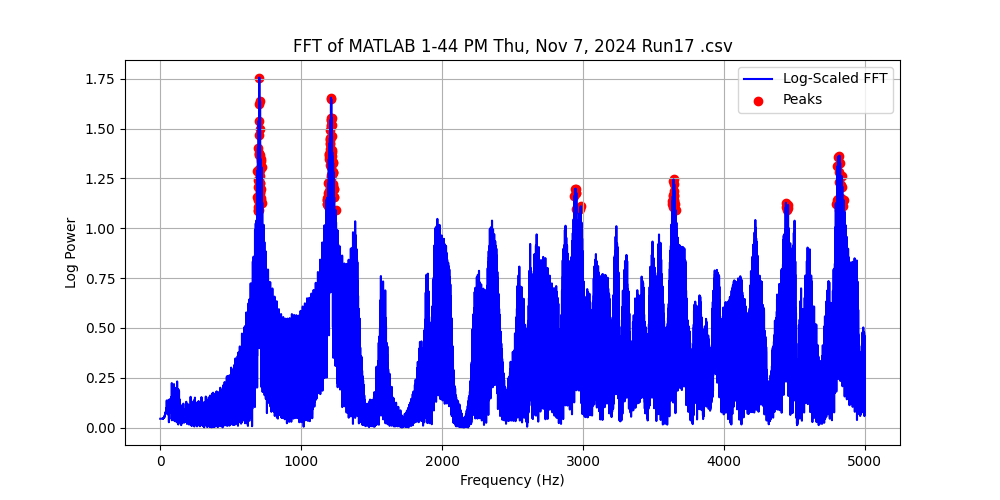 FFT of MATLAB 1-44 PM Thu, Nov 7, 2024 Run17 .csv
Log-Scaled FFT
Peaks
1.75
1.50
1.25
1.00
0.75
0.50
0.25
0.00
Log Power
0 1000 2000 3000 4000 5000
Frequency (Hz)